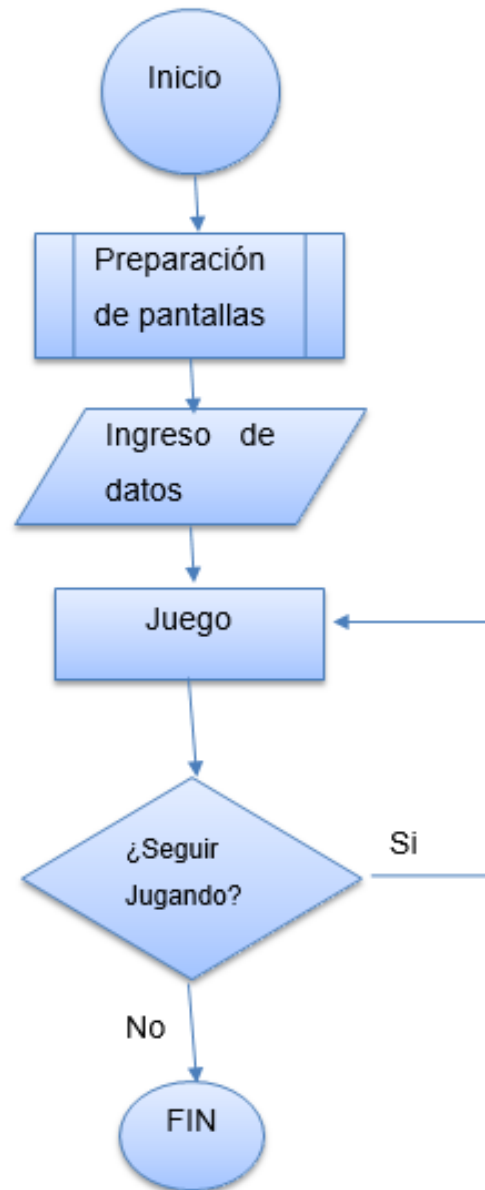 Inicio
Preparación
de pantallas
Ingreso de
datos
Juego
¿Seguir
Jugando?
Si
No
FIN